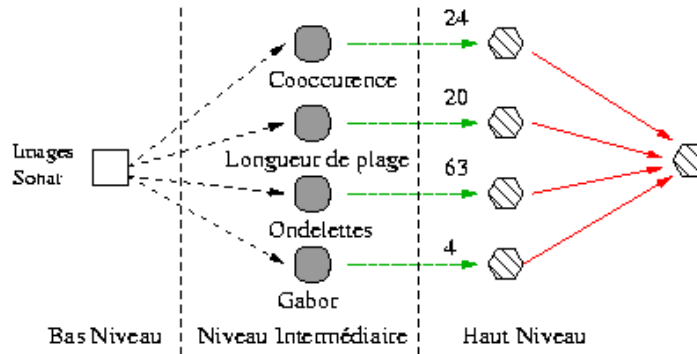 24
Cooccurence
20
Images
Sonar
Longueur de plage
63
Ondelettes
4
Gabor
Bas Niveau
Niveau Intermédiaire
Haut Niveau